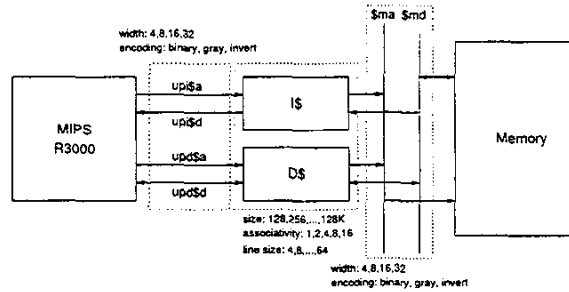 $ma $md
width: 4,8,16,32
encoding: binary, gray, invert
upi$a
I$
upi$d
MIPS
R3000
Memory
upd$a
D$
upd$d
size: 128,256,...,128K
associativity: 1,2,4,8,16
line size: 4,8,...,64
width: 4,8,16,32
encoding: binary, gray, invert